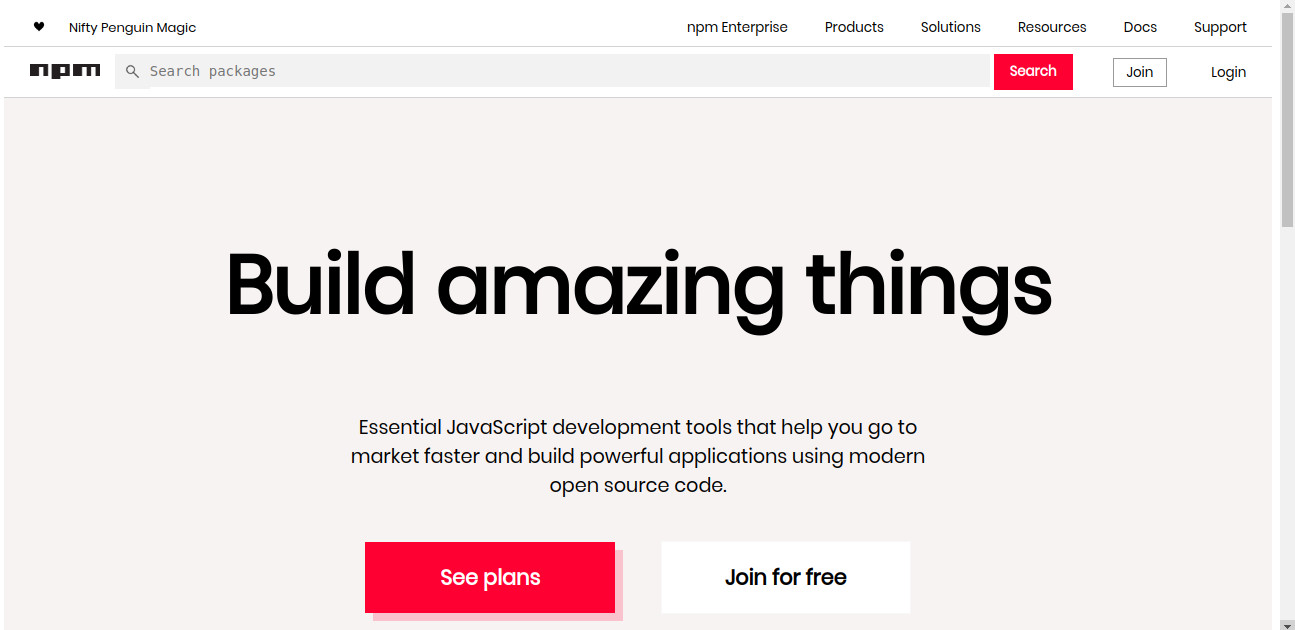 Nifty Penguin Magic npm Enterprise Products Solutions Resources Docs Support
npm Search packages Search Join Login
Build amazing things
Essential JavaScript development tools that help you go to
market faster and build powerful applications using modern
open source code.
See plans Join for free